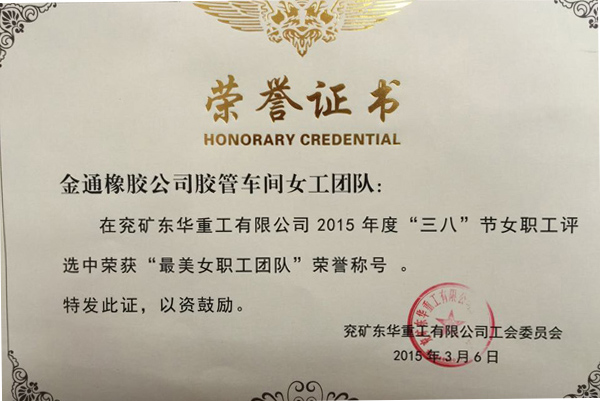 荣誉证书
HONORARY CREDENTIAL
金通橡胶公司胶管车间女工团队：
在兖矿东华重工有限公司 2015 年度“三八”节女职工评
选中荣获“最美女职工团队”荣誉称号 。
特发此证，以资鼓励。
兖矿东华重工有限公司工会委员会
2015 年 3 月 6 日